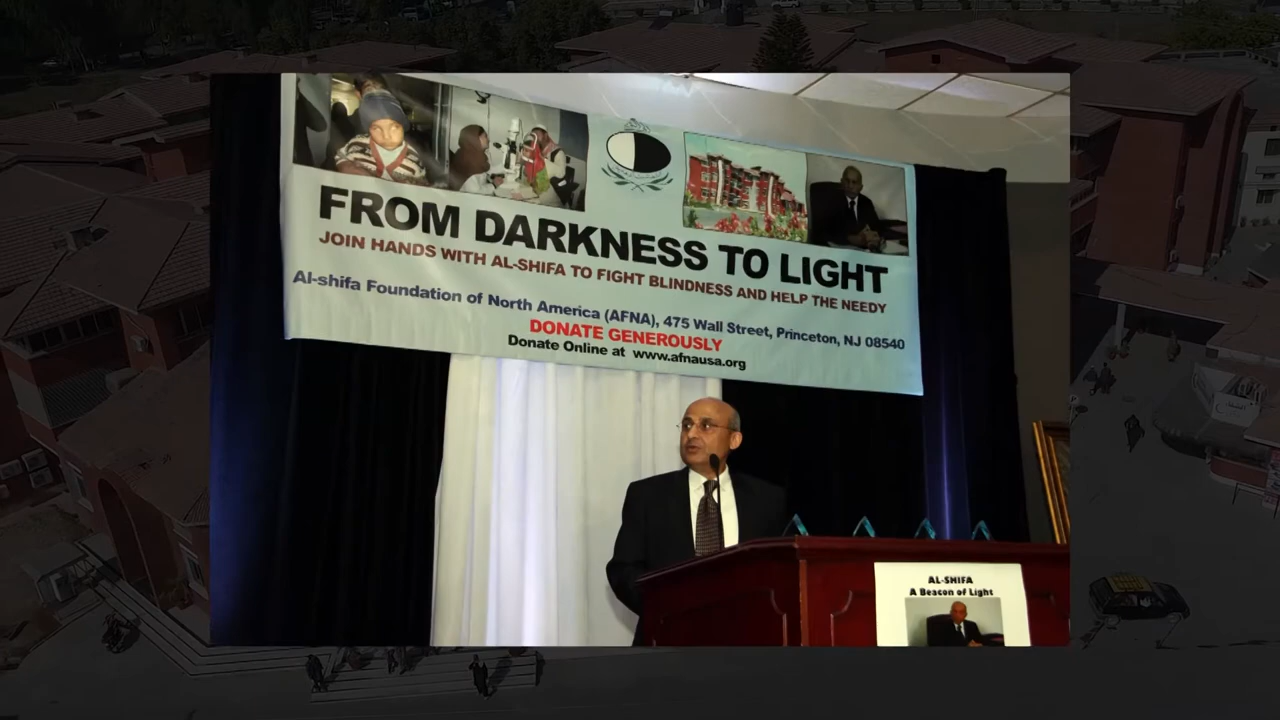 FROM DARKNESS TO LIGHT
JOIN HANDS WITH AL-SHIFA TO FIGHT BLINDNESS AND HELP THE NEEDY
Al-shifa Foundation of North America (AFNA), 475 Wall Street, Princeton, NJ 08540
DONATE GENEROUSLY
Donate Online at www.afnausa.org
AL-SHIFA
A Beacon of Light